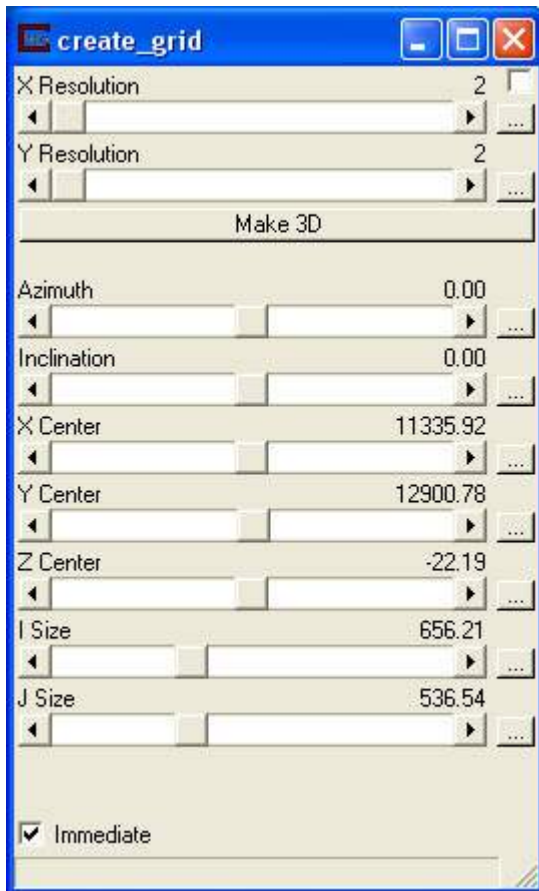 create_grid
X Resolution 2
...
Y Resolution 2
...
Make 3D
Azimuth 0.00
...
Inclination 0.00
...
X Center 11335.92
...
Y Center 12900.78
...
Z Center -22.19
...
I Size 656.21
...
J Size 536.54
...
Immediate